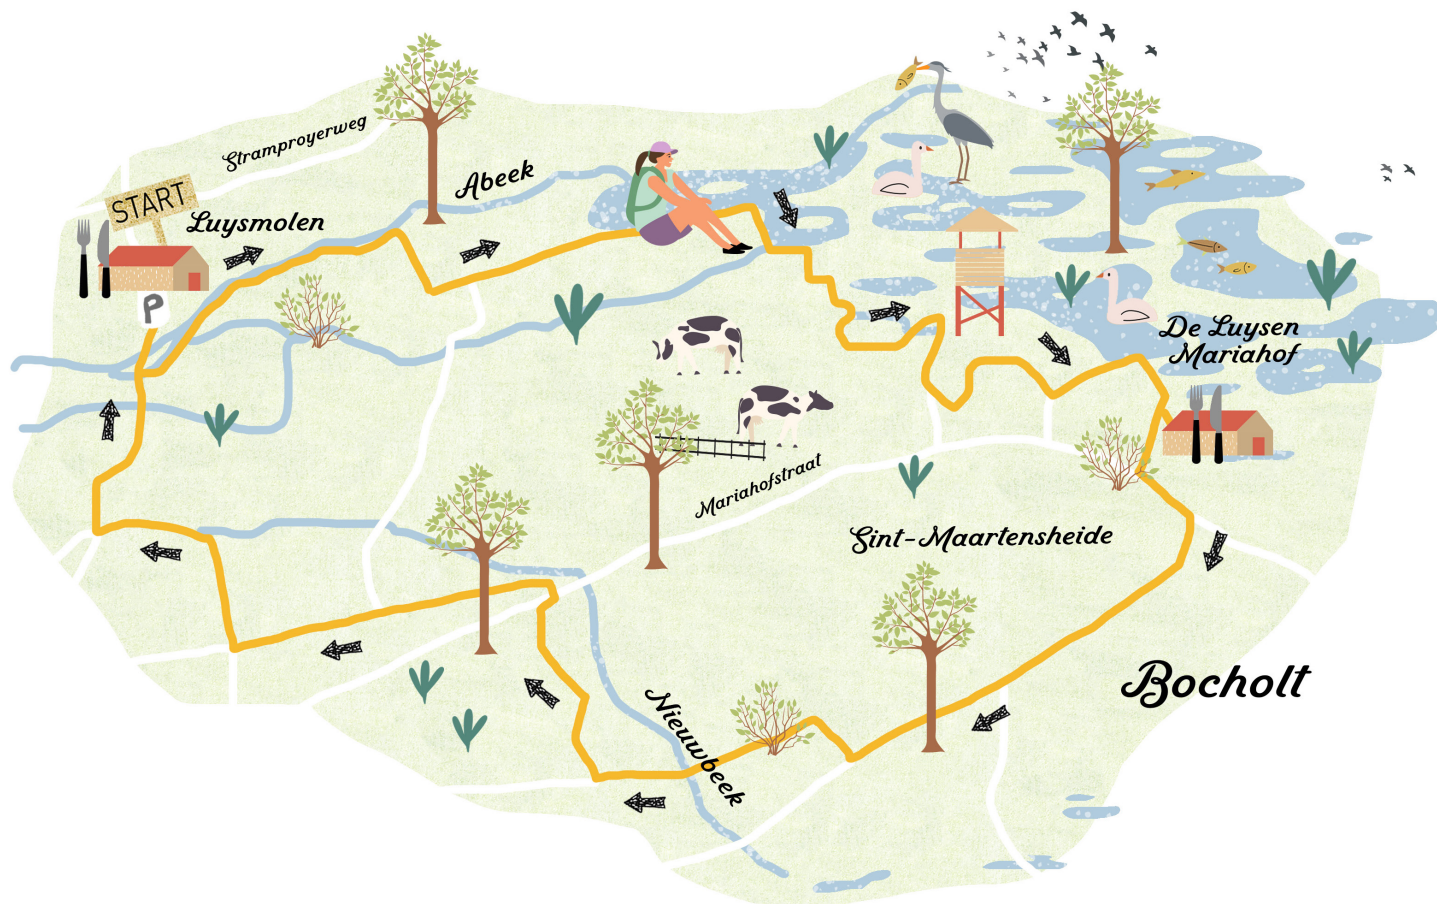 Stramproyerweg
START
Luysmolen
Abeek
P
De Luysen
Mariahof
Mariahofstraat
Sint-Maartensheide
Bocholt
Nieuwbeek